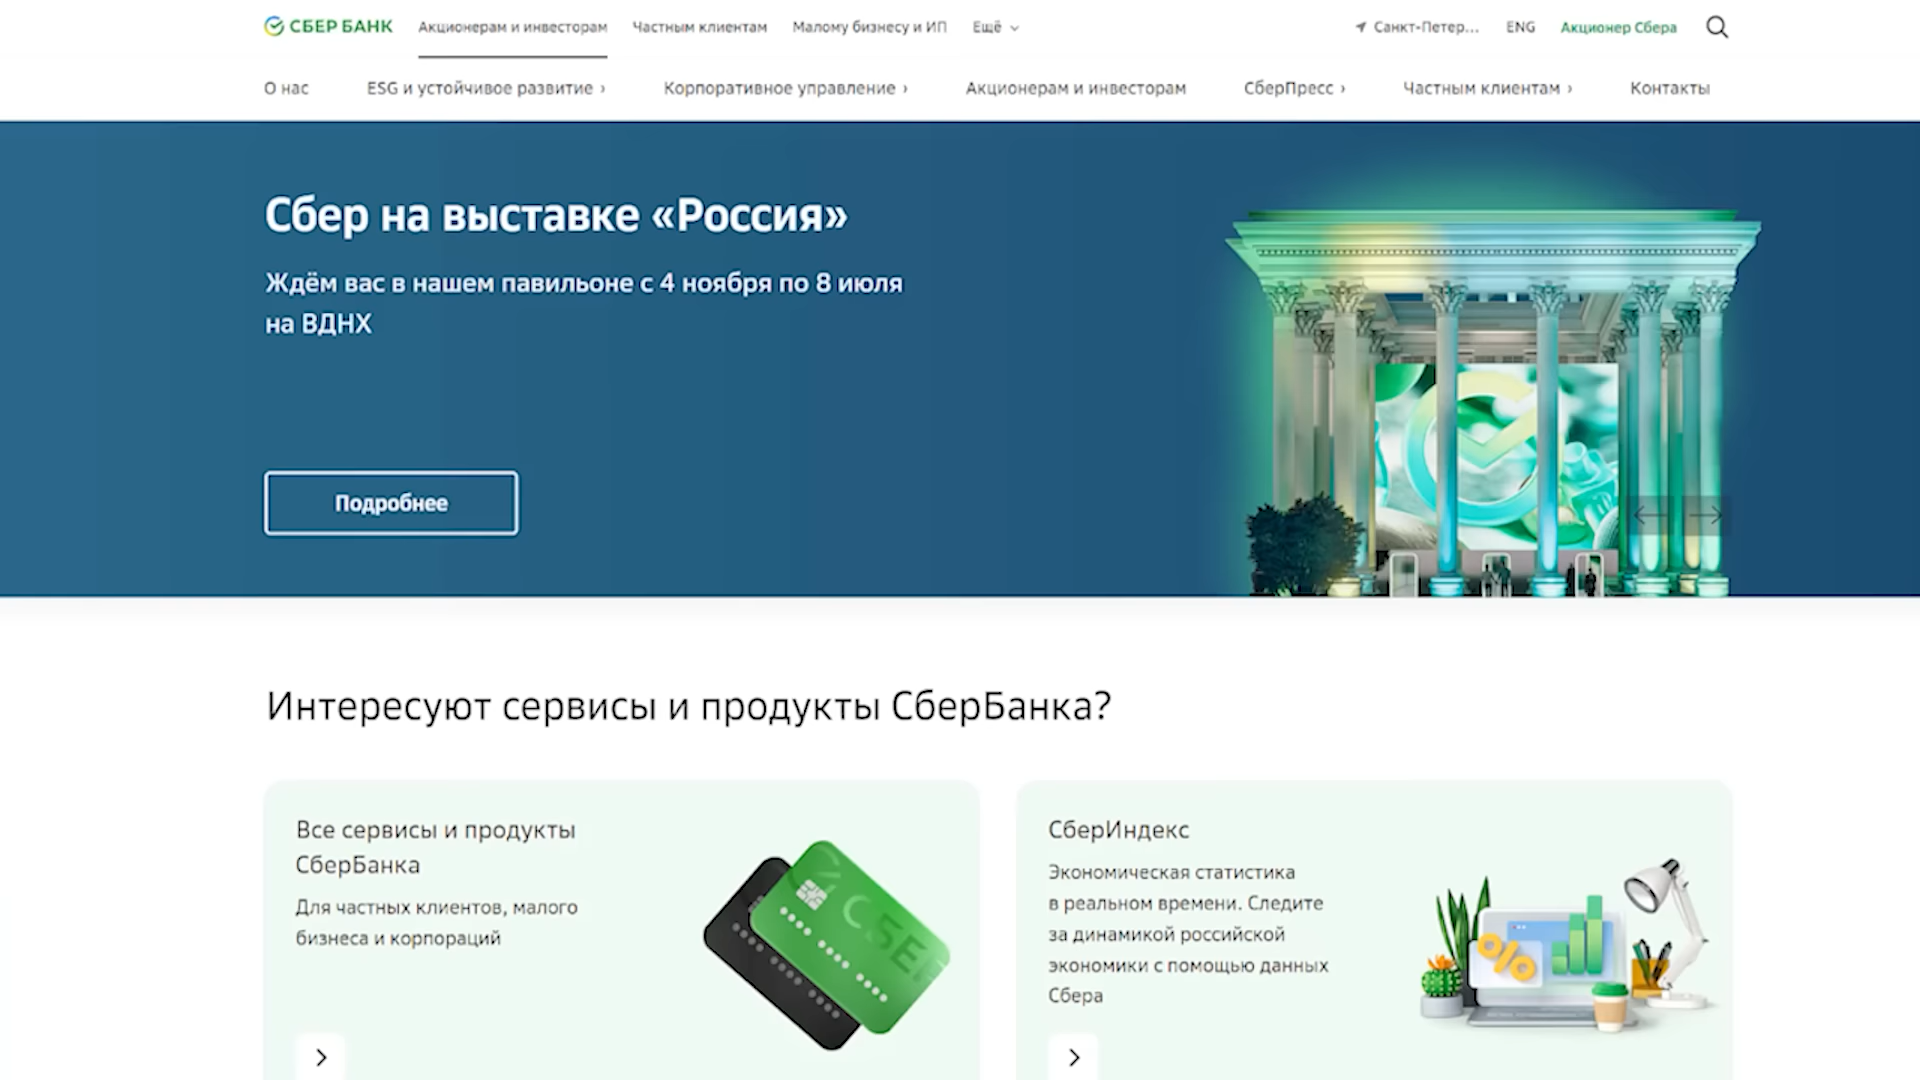 СБЕР БАНК
Акционерам и инвесторам
Частным клиентам
Малому бизнесу и ИП
Ещё
Санкт-Петер...
ENG
Акционер Сбера
О нас
ESG и устойчивое развитие ›
Корпоративное управление ›
Акционерам и инвесторам
СберПресс ›
Частным клиентам ›
Контакты
Сбер на выставке «Россия»
Ждём вас в нашем павильоне с 4 ноября по 8 июля
на ВДНХ
Подробнее
Интересуют сервисы и продукты СберБанка?
Все сервисы и продукты
СберБанка
Для частных клиентов, малого
бизнеса и корпораций
СБЕР
СберИндекс
Экономическая статистика
в реальном времени. Следите
за динамикой российской
экономики с помощью данных
Сбера
%